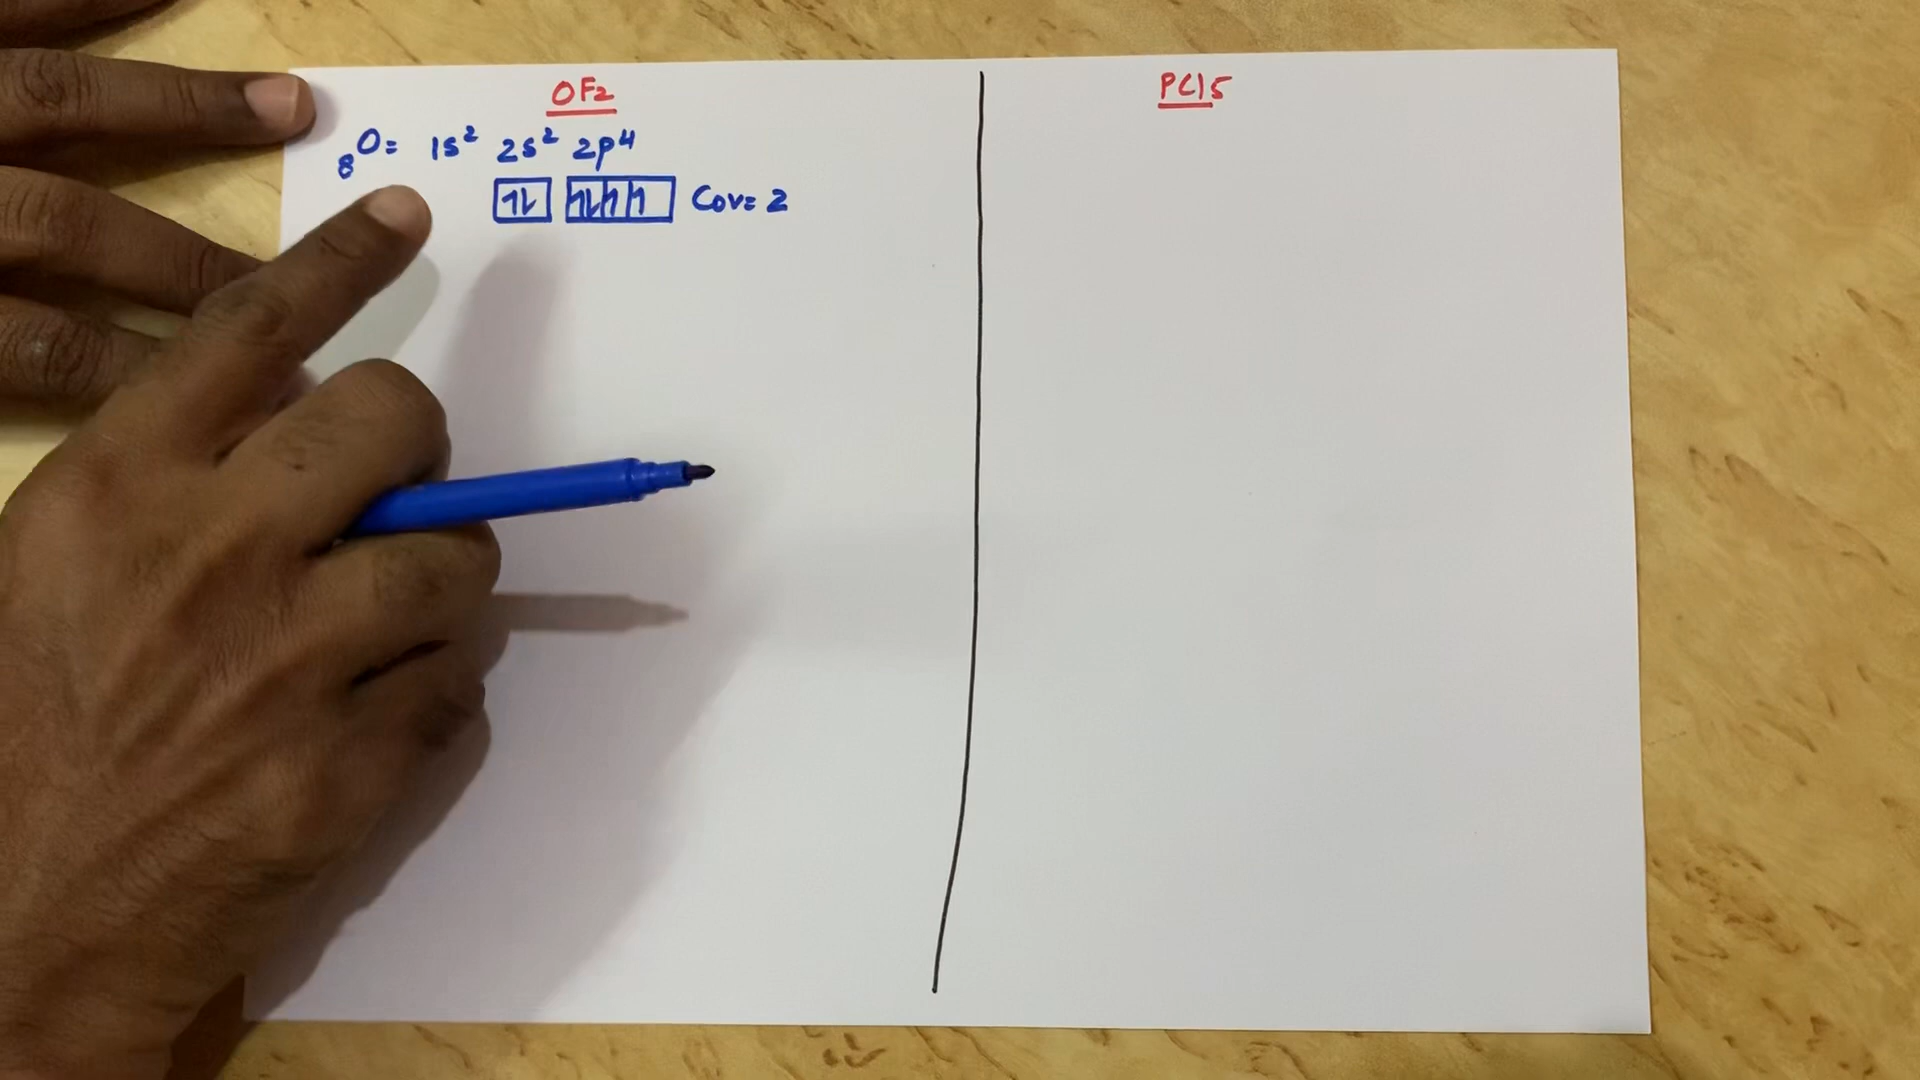 OF₂
₈O= 1s² 2s² 2p⁴
⥮ ⥮↿↿ Cov= 2
PCl5